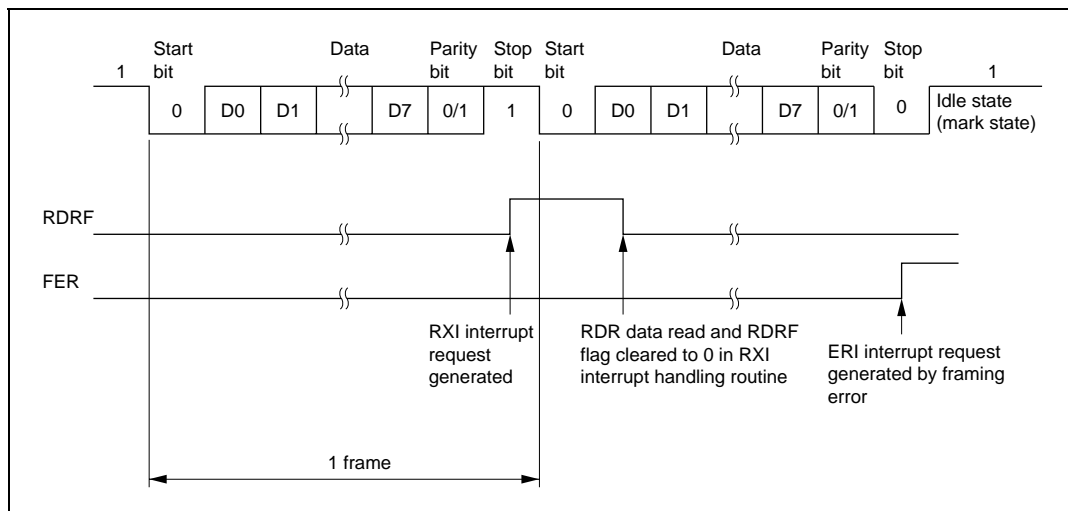 Start bit
Data
Parity bit
Stop bit
Start bit
Data
Parity bit
Stop bit
1
1
0
D0
D1
D7
0/1
1
0
D0
D1
D7
0/1
0
Idle state
(mark state)
RDRF
FER
RXI interrupt
request
generated
RDR data read and RDRF
flag cleared to 0 in RXI
interrupt handling routine
ERI interrupt request
generated by framing
error
1 frame